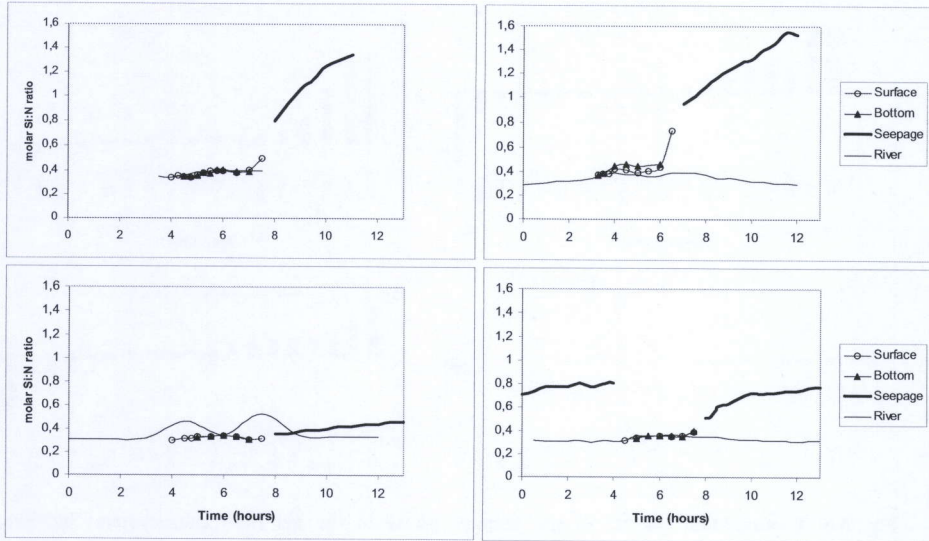 molar Si:N ratio
1,6
1,4
1,2
1
0,8
0,6
0,4
0,2
0
0 2 4 6 8 10 12
1,6
1,4
1,2
1
0,8
0,6
0,4
0,2
0
0 2 4 6 8 10 12
Surface
Bottom
Seepage
River
molar Si:N ratio
1,6
1,4
1,2
1
0,8
0,6
0,4
0,2
0
0 2 4 6 8 10 12
Time (hours)
1,6
1,4
1,2
1
0,8
0,6
0,4
0,2
0
0 2 4 6 8 10 12
Time (hours)
Surface
Bottom
Seepage
River